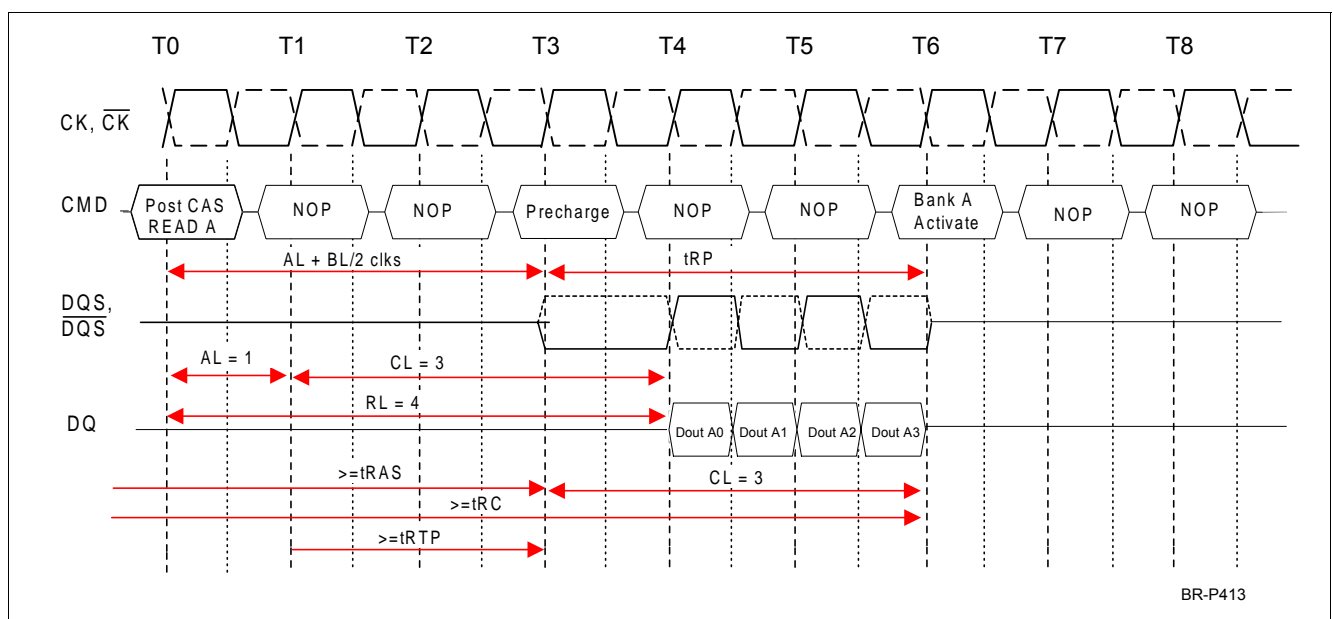 T0 T1 T2 T3 T4 T5 T6 T7 T8
CK, CK
CMD
Post CAS
READ A
NOP
NOP
Precharge
NOP
NOP
Bank A
Activate
NOP
NOP
AL + BL/2 clks
tRP
DQS,
DQS
AL = 1
CL = 3
RL = 4
DQ
Dout A0 Dout A1 Dout A2 Dout A3
>=tRAS
CL = 3
>=tRC
>=tRTP
BR-P413